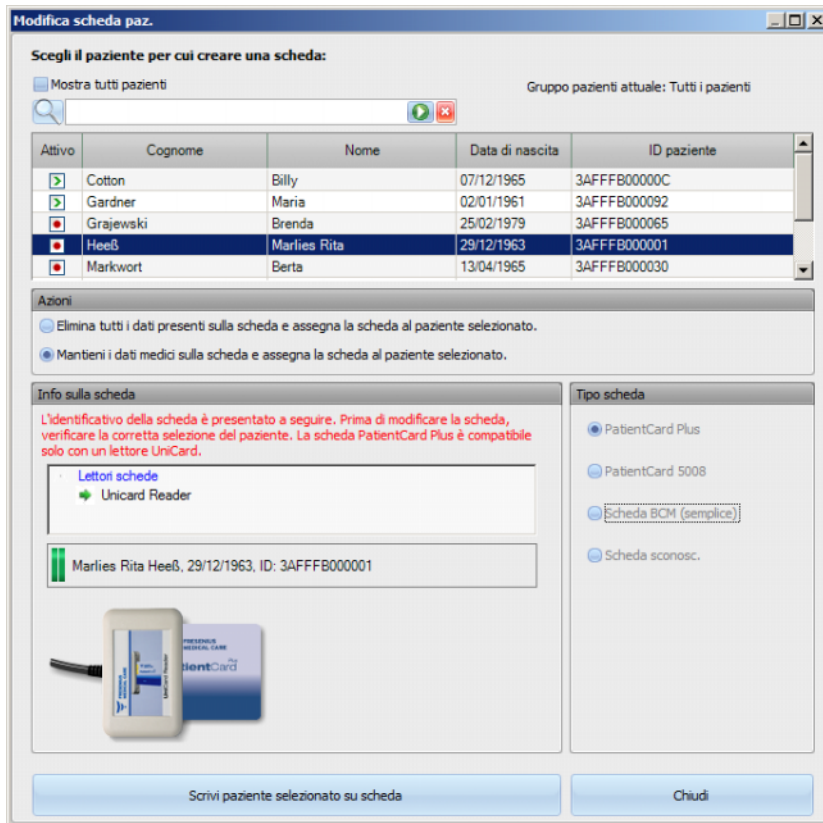 Modifica scheda paz.
Scegli il paziente per cui creare una scheda:
Mostra tutti pazienti
Gruppo pazienti attuale: Tutti i pazienti
Attivo Cognome Nome Data di nascita ID paziente
Cotton Billy 07/12/1965 3AFFFB00000C
Gardner Maria 02/01/1961 3AFFFB000092
Grajewski Brenda 25/02/1979 3AFFFB000065
Heeß Marlies Rita 29/12/1963 3AFFFB000001
Markwort Berta 13/04/1965 3AFFFB000030
Azioni
Elimina tutti i dati presenti sulla scheda e assegna la scheda al paziente selezionato.
Mantieni i dati medici sulla scheda e assegna la scheda al paziente selezionato.
Info sulla scheda
L'identificativo della scheda è presentato a seguire. Prima di modificare la scheda,
verificare la corretta selezione del paziente. La scheda PatientCard Plus è compatibile
solo con un lettore UniCard.
Lettori schede
Unicard Reader
Marlies Rita Heeß, 29/12/1963, ID: 3AFFFB000001
FRESENIUS
MEDICAL CARE
tientCard
Plus
UniCard Reader
FRESENIUS
MEDICAL CARE
Tipo scheda
PatientCard Plus
PatientCard 5008
Scheda BCM (semplice)
Scheda sconosc.
Scrivi paziente selezionato su scheda
Chiudi